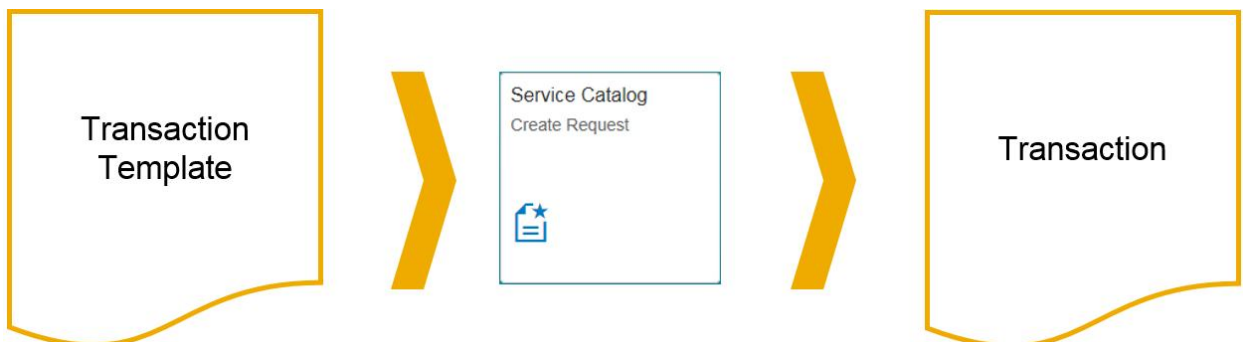 Transaction
Template
Service Catalog
Create Request
Transaction